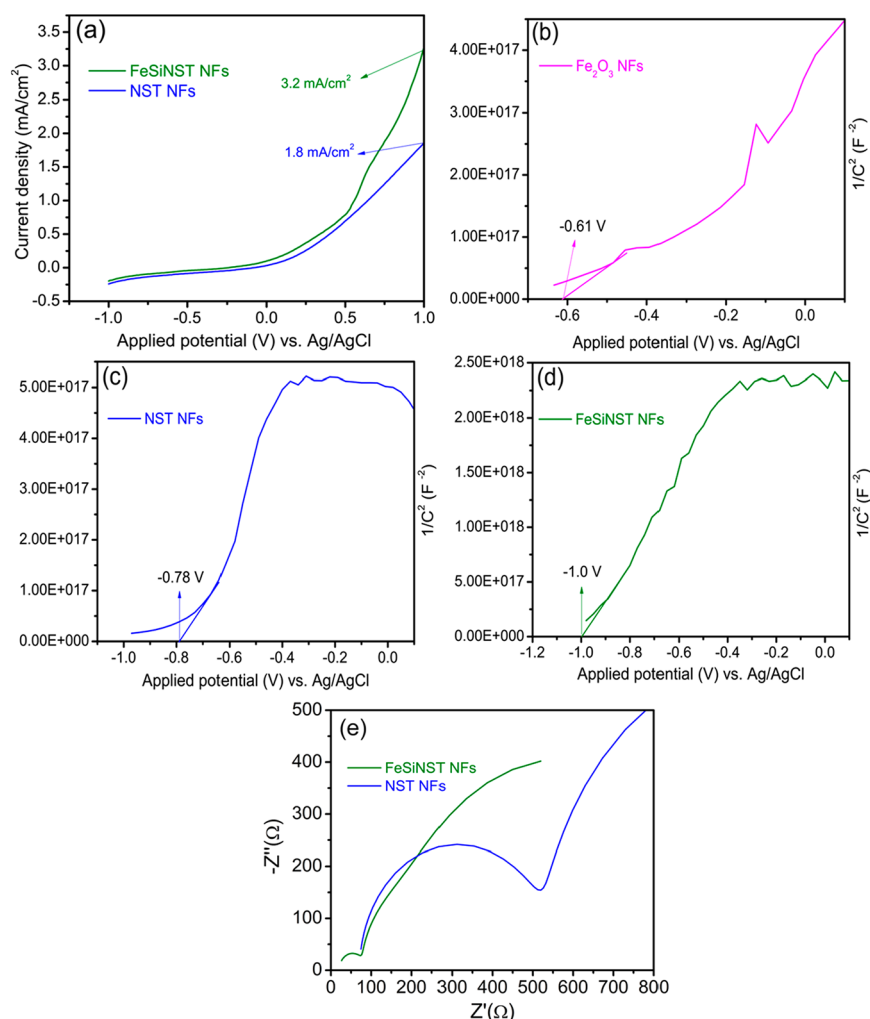 (a)
FeSiNST NFs
NST NFs
3.2 mA/cm²
1.8 mA/cm²
Current density (mA/cm²)
3.5
3.0
2.5
2.0
1.5
1.0
0.5
0.0
-0.5
-1.0 -0.5 0.0 0.5 1.0
Applied potential (V) vs. Ag/AgCl
(b)
Fe₂O₃ NFs
-0.61 V
1/C² (F⁻²)
4.00E+017
3.00E+017
2.00E+017
1.00E+017
0.00E+000
-0.6 -0.4 -0.2 0.0
Applied potential (V) vs. Ag/AgCl
(c)
NST NFs
-0.78 V
1/C² (F⁻²)
5.00E+017
4.00E+017
3.00E+017
2.00E+017
1.00E+017
0.00E+000
-1.0 -0.8 -0.6 -0.4 -0.2 0.0
Applied potential (V) vs. Ag/AgCl
(d)
FeSiNST NFs
-1.0 V
1/C² (F⁻²)
2.50E+018
2.00E+018
1.50E+018
1.00E+018
5.00E+017
0.00E+000
-1.2 -1.0 -0.8 -0.6 -0.4 -0.2 0.0
Applied potential (V) vs. Ag/AgCl
(e)
FeSiNST NFs
NST NFs
-Z''(Ω)
500
400
300
200
100
0
0 100 200 300 400 500 600 700 800
Z'(Ω)